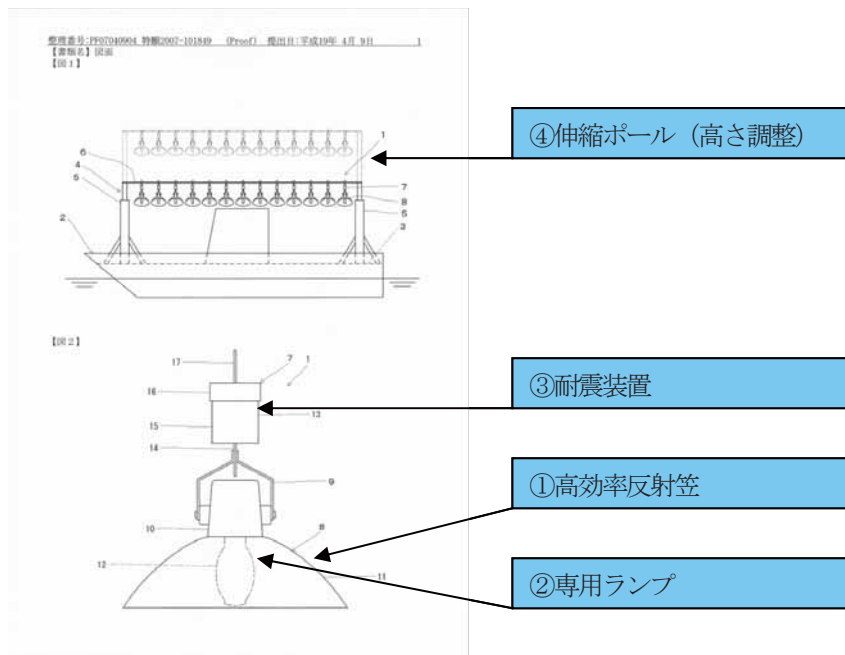 整理番号:PF07040904 特願2007-101849 (Proof) 提出日:平成19年 4月 9日 1
【書類名】図面
【図1】
1
6
4
7
5
8
5
2
3
④伸縮ポール（高さ調整）
【図2】
17
7
1
16
③耐震装置
13
15
14
9
①高効率反射笠
10
8
12
11
②専用ランプ